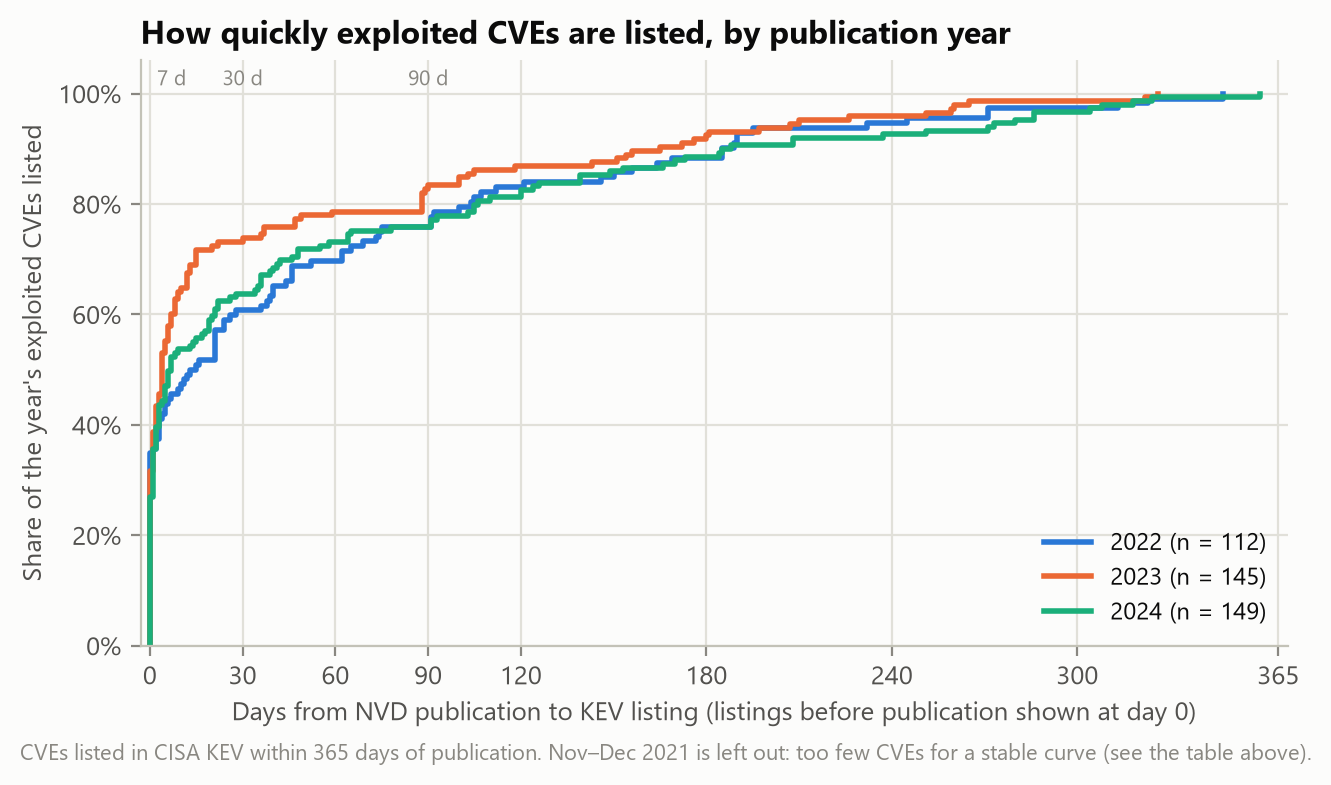 How quickly exploited CVEs are listed, by publication year
7 d 30 d 90 d
100%
80%
60%
40%
20%
0%
Share of the year's exploited CVEs listed
2022 (n = 112)
2023 (n = 145)
2024 (n = 149)
0 30 60 90 120 180 240 300 365
Days from NVD publication to KEV listing (listings before publication shown at day 0)
CVEs listed in CISA KEV within 365 days of publication. Nov–Dec 2021 is left out: too few CVEs for a stable curve (see the table above).